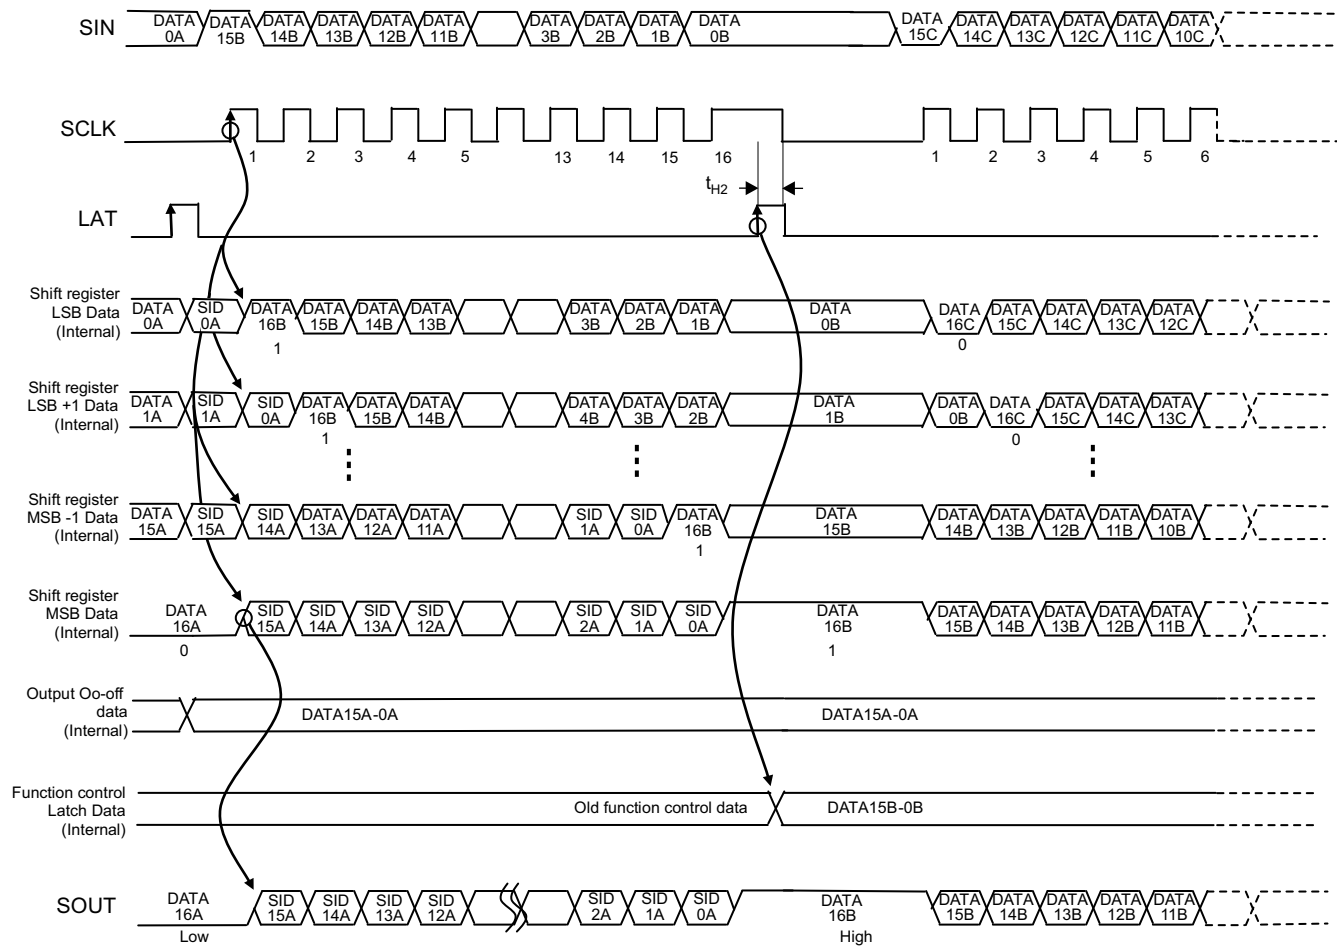 SIN
DATA DATA DATA DATA DATA DATA DATA DATA DATA DATA DATA DATA DATA DATA DATA DATA
0A 15B 14B 13B 12B 11B 3B 2B 1B 0B 15C 14C 13C 12C 11C 10C
SCLK
1 2 3 4 5 13 14 15 16 1 2 3 4 5 6
tH2
LAT
Shift register
LSB Data
(Internal)
DATA SID DATA DATA DATA DATA DATA DATA DATA DATA DATA DATA DATA DATA DATA
0A 0A 16B 15B 14B 13B 3B 2B 1B 0B 16C 15C 14C 13C 12C
1 0
Shift register
LSB +1 Data
(Internal)
DATA SID SID DATA DATA DATA DATA DATA DATA DATA DATA DATA DATA DATA DATA
1A 1A 0A 16B 15B 14B 4B 3B 2B 1B 0B 16C 15C 14C 13C
1 0
Shift register
MSB -1 Data
(Internal)
DATA SID SID DATA DATA DATA SID SID DATA DATA DATA DATA DATA DATA DATA
15A 15A 14A 13A 12A 11A 1A 0A 16B 15B 14B 13B 12B 11B 10B
1
Shift register
MSB Data
(Internal)
DATA SID SID SID SID SID SID SID DATA DATA DATA DATA DATA DATA
16A 15A 14A 13A 12A 2A 1A 0A 16B 15B 14B 13B 12B 11B
0 1
Output Oo-off
data
(Internal)
DATA15A-0A DATA15A-0A
Function control
Latch Data
(Internal)
Old function control data DATA15B-0B
SOUT
DATA SID SID SID SID SID SID SID DATA DATA DATA DATA DATA DATA
16A 15A 14A 13A 12A 2A 1A 0A 16B 15B 14B 13B 12B 11B
Low High